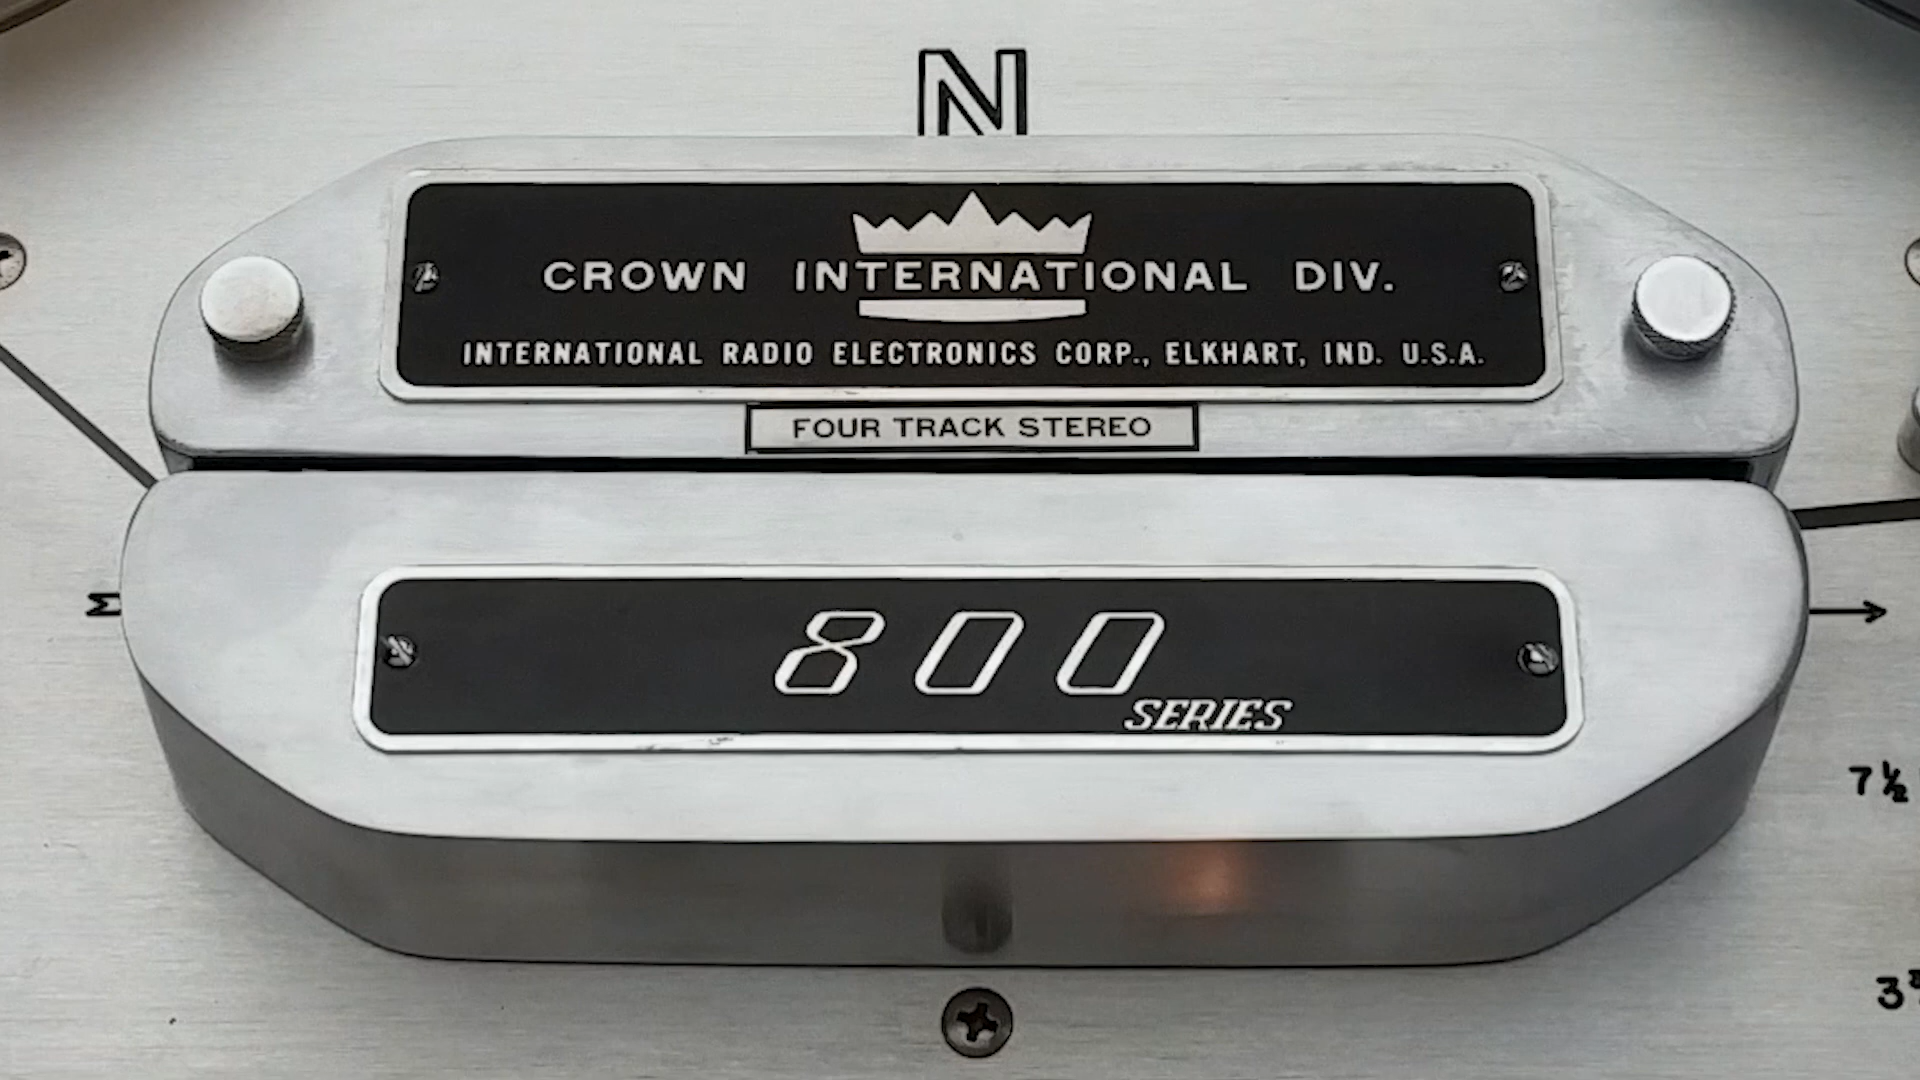 N
CROWN INTERNATIONAL DIV.
INTERNATIONAL RADIO ELECTRONICS CORP., ELKHART, IND. U.S.A.
FOUR TRACK STEREO
M
800
SERIES
7½
3